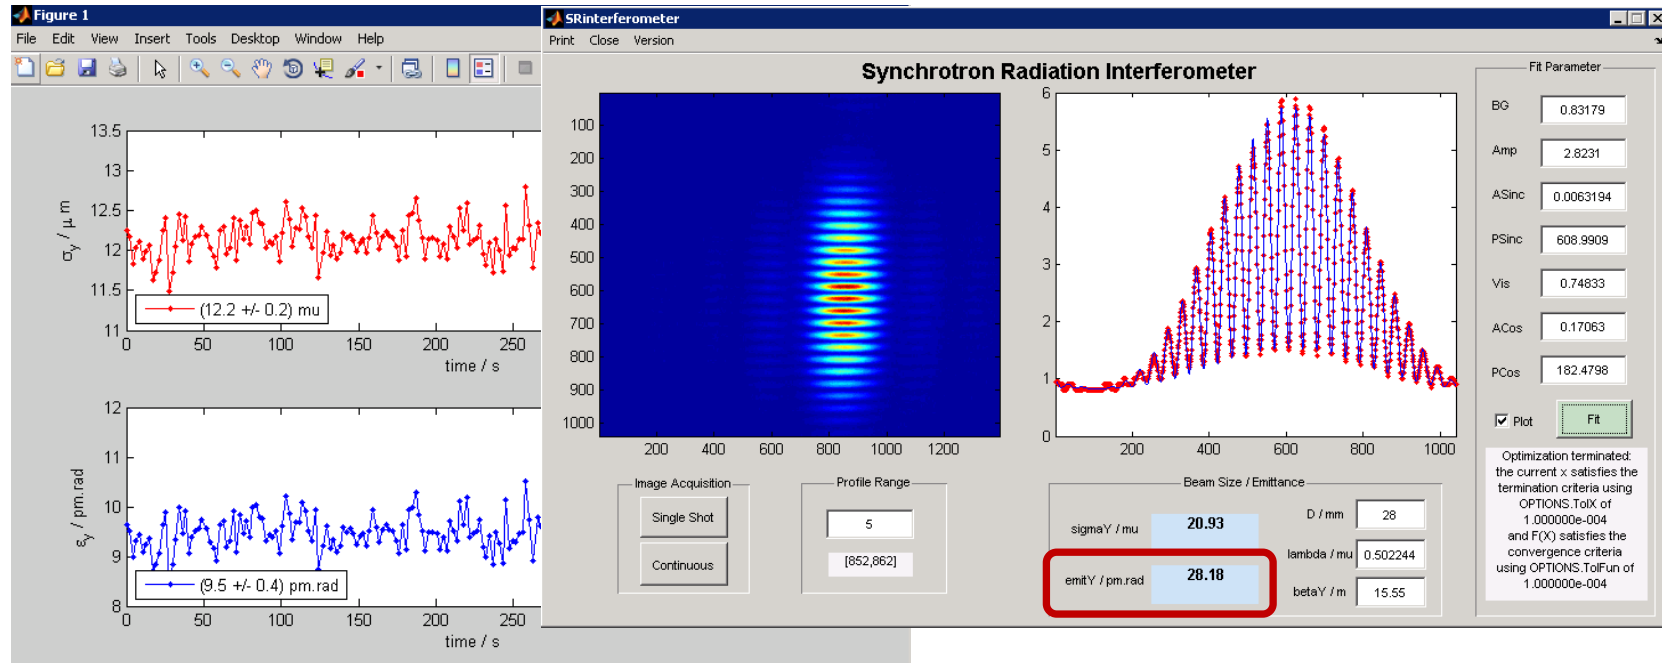 Figure 1
File Edit View Insert Tools Desktop Window Help
13.5
13
12.5
12
11.5
11
σy / μ m
(12.2 +/- 0.2) mu
0 50 100 150 200 250
time / s
12
11
10
9
8
εy / pm.rad
(9.5 +/- 0.4) pm.rad
0 50 100 150 200 250
time / s
SRinterferometer
Print Close Version
Synchrotron Radiation Interferometer
100
200
300
400
500
600
700
800
900
1000
200 400 600 800 1000 1200
6
5
4
3
2
1
0
200 400 600 800 1000
Image Acquisition
Single Shot
Continuous
Profile Range
5
[852,862]
Beam Size / Emittance
sigmaY / mu 20.93
emitY / pm.rad 28.18
D / mm 28
lambda / mu 0.502244
betaY / m 15.55
Fit Parameter
BG 0.83179
Amp 2.8231
ASinc 0.0063194
PSinc 608.9909
Vis 0.74833
ACos 0.17063
PCos 182.4798
Plot Fit
Optimization terminated:
the current x satisfies the
termination criteria using
OPTIONS.TolX of
1.000000e-004
and F(X) satisfies the
convergence criteria
using OPTIONS.TolFun of
1.000000e-004